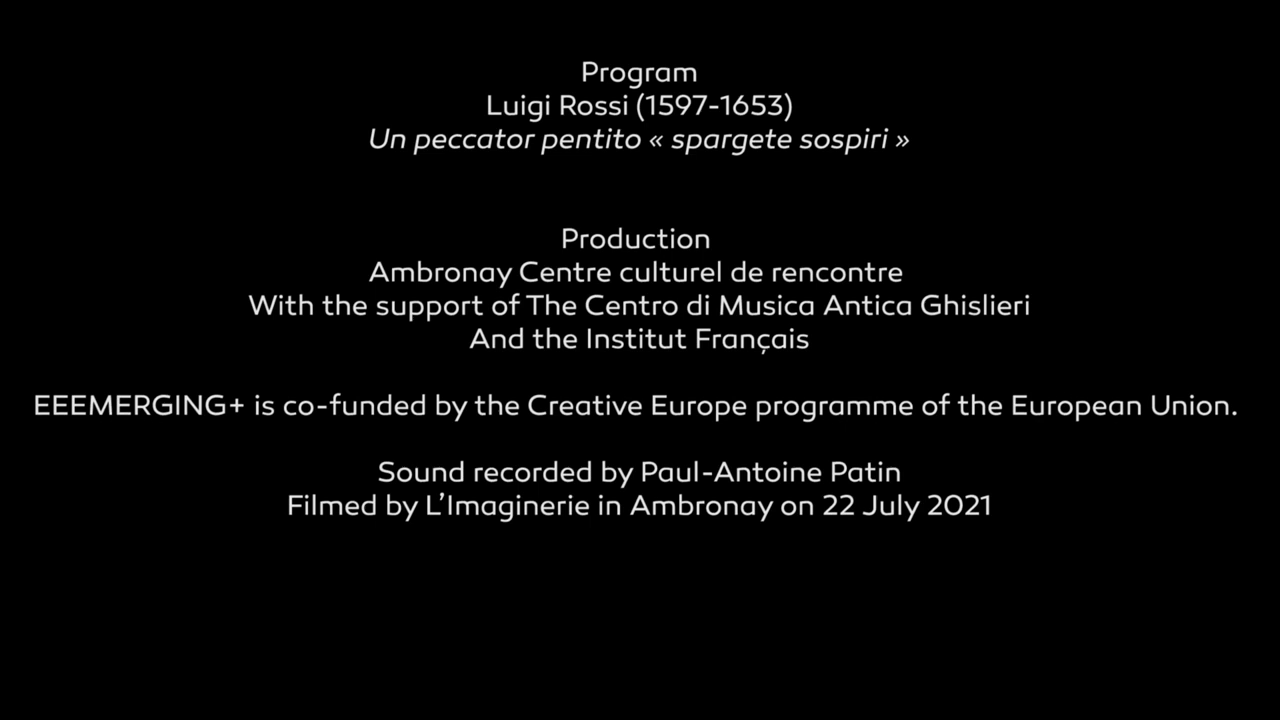 Program
Luigi Rossi (1597-1653)
Un peccator pentito « spargete sospiri »
Production
Ambronay Centre culturel de rencontre
With the support of The Centro di Musica Antica Ghislieri
And the Institut Français
EEEMERGING+ is co-funded by the Creative Europe programme of the European Union.
Sound recorded by Paul-Antoine Patin
Filmed by L’Imaginerie in Ambronay on 22 July 2021